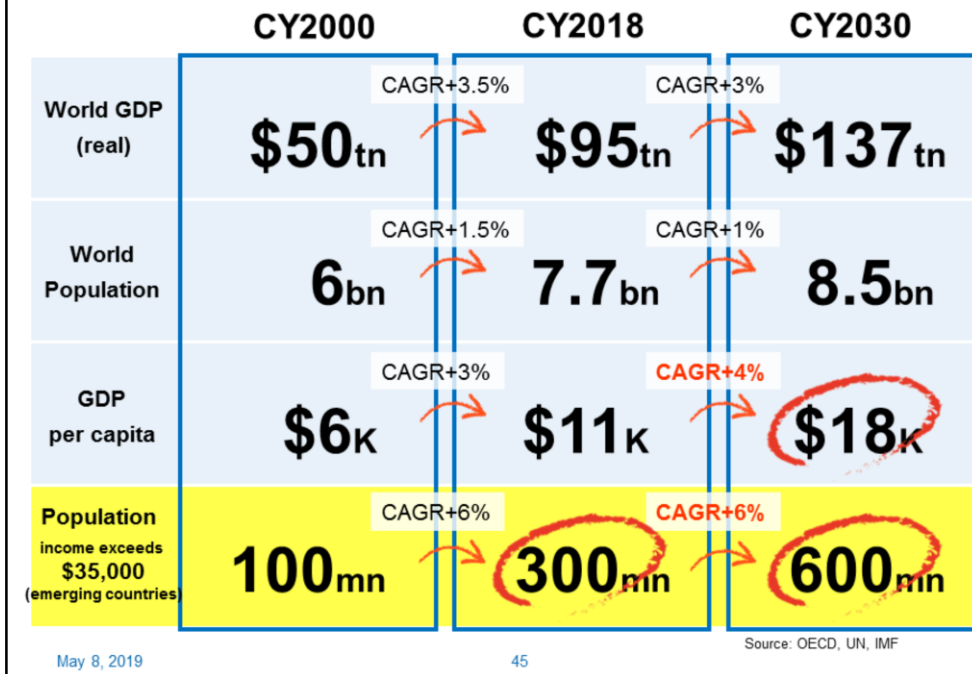 CY2000 CY2018 CY2030
CAGR+3.5% CAGR+3%
World GDP
(real)
$50tn $95tn $137tn
CAGR+1.5% CAGR+1%
World
Population
6bn 7.7bn 8.5bn
CAGR+3% CAGR+4%
GDP
per capita
$6K $11K $18K
CAGR+6% CAGR+6%
Population
income exceeds
$35,000
(emerging countries)
100mn 300mn 600mn
Source: OECD, UN, IMF
May 8, 2019 45